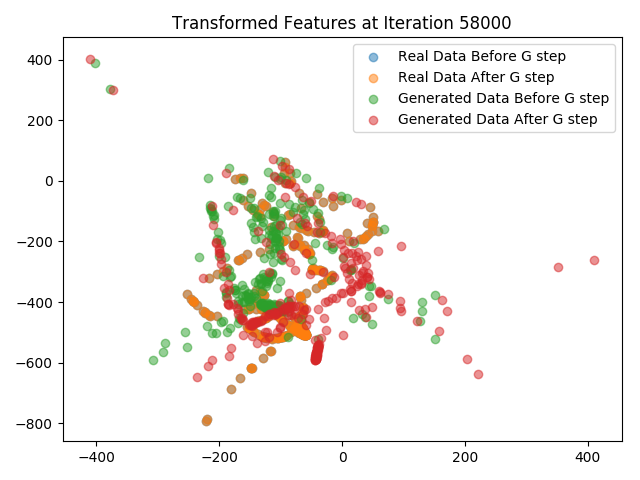 Transformed Features at Iteration 58000
Real Data Before G step
Real Data After G step
Generated Data Before G step
Generated Data After G step
400
200
0
−200
−400
−600
−800
−400 −200 0 200 400